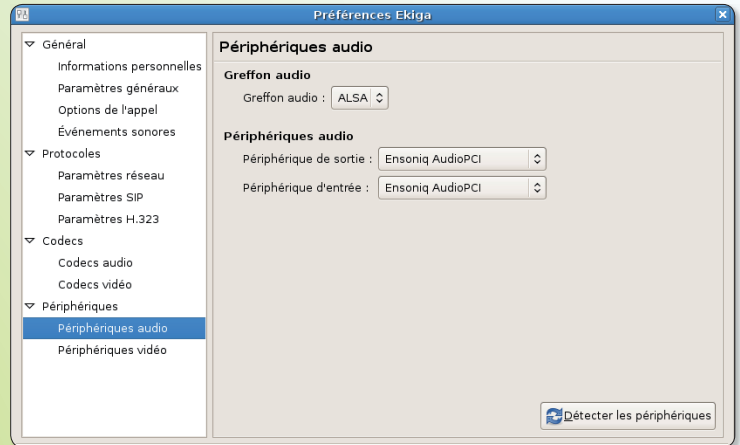 Préférences Ekiga
Général
Informations personnelles
Paramètres généraux
Options de l'appel
Événements sonores
Protocoles
Paramètres réseau
Paramètres SIP
Paramètres H.323
Codecs
Codecs audio
Codecs vidéo
Périphériques
Périphériques audio
Périphériques vidéo
Périphériques audio
Greffon audio
Greffon audio : ALSA
Périphériques audio
Périphérique de sortie : Ensoniq AudioPCI
Périphérique d'entrée : Ensoniq AudioPCI
Détecter les périphériques